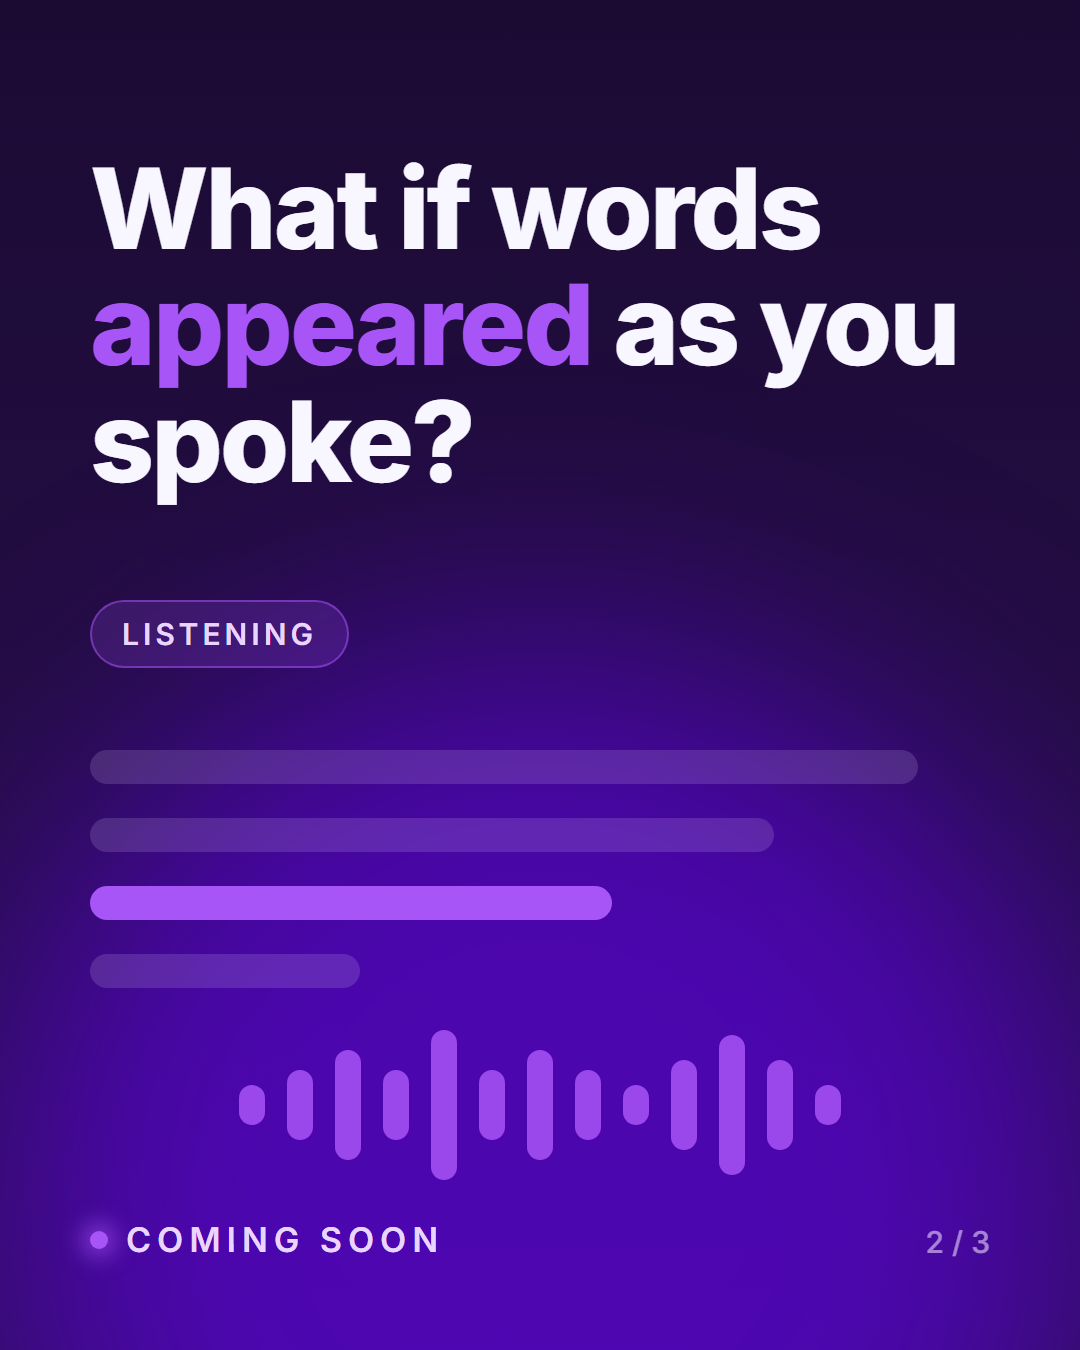 What if words
appeared as you
spoke?
LISTENING
COMING SOON
2 / 3